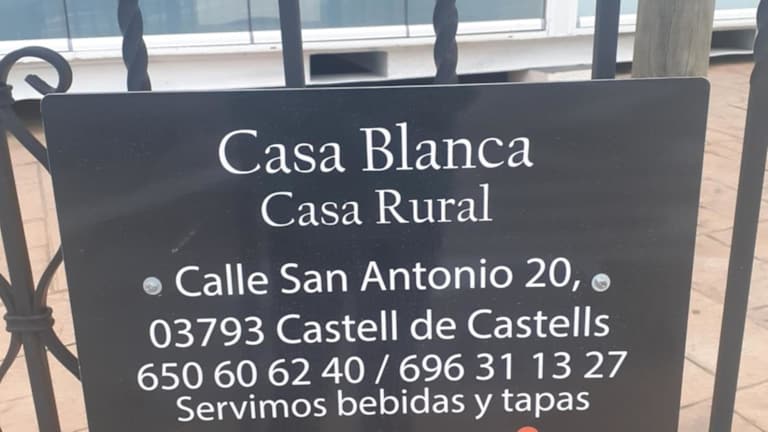 Casa Blanca
Casa Rural
Calle San Antonio 20,
03793 Castell de Castells
650 60 62 40 / 696 31 13 27
Servimos bebidas y tapas